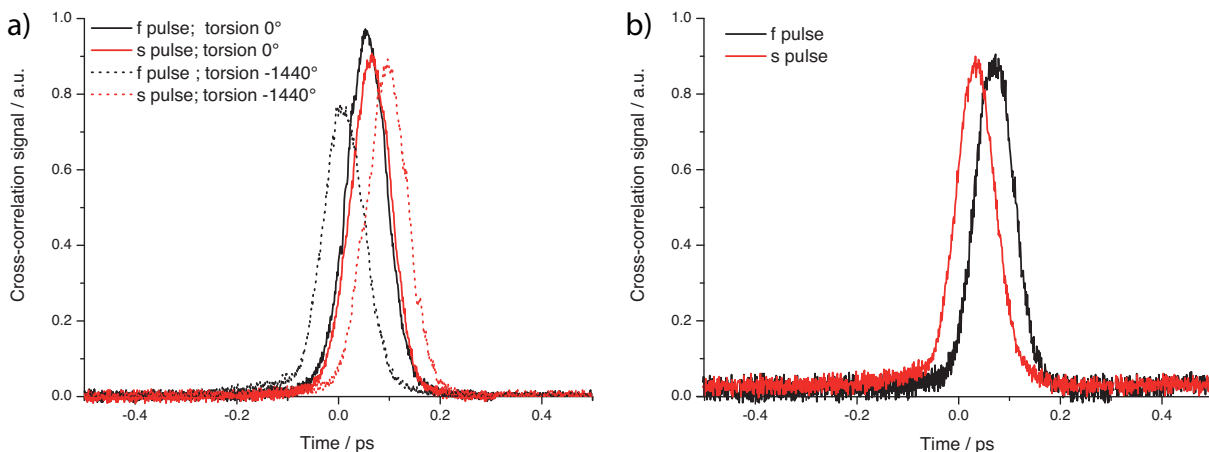 a)
f pulse; torsion 0°
s pulse; torsion 0°
f pulse ; torsion -1440°
s pulse; torsion -1440°
Cross-correlation signal / a.u.
1.0
0.8
0.6
0.4
0.2
0.0
-0.4
-0.2
0.0
0.2
0.4
Time / ps
b)
f pulse
s pulse
Cross-correlation signal / a.u.
1.0
0.8
0.6
0.4
0.2
0.0
-0.4
-0.2
0.0
0.2
0.4
Time / ps